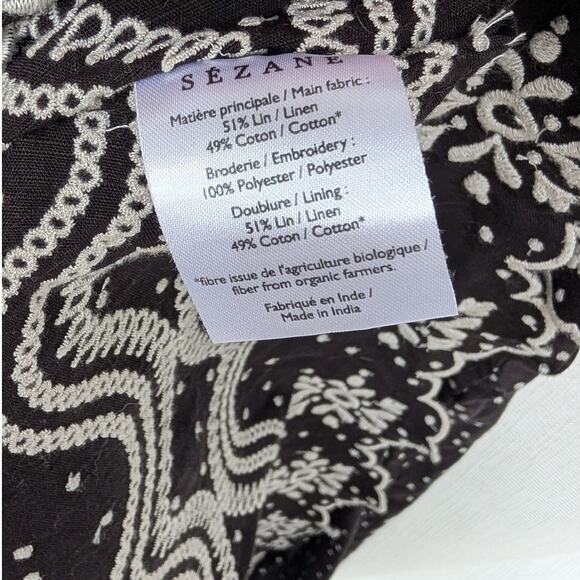 SÉZANE
Matière principale / Main fabric :
51% Lin / Linen
49% Coton / Cotton*
Broderie / Embroidery :
100% Polyester / Polyester
Doublure / Lining :
51% Lin / Linen
49% Coton / Cotton*
*fibre issue de l'agriculture biologique /
fiber from organic farmers.
Fabriqué en Inde /
Made in India